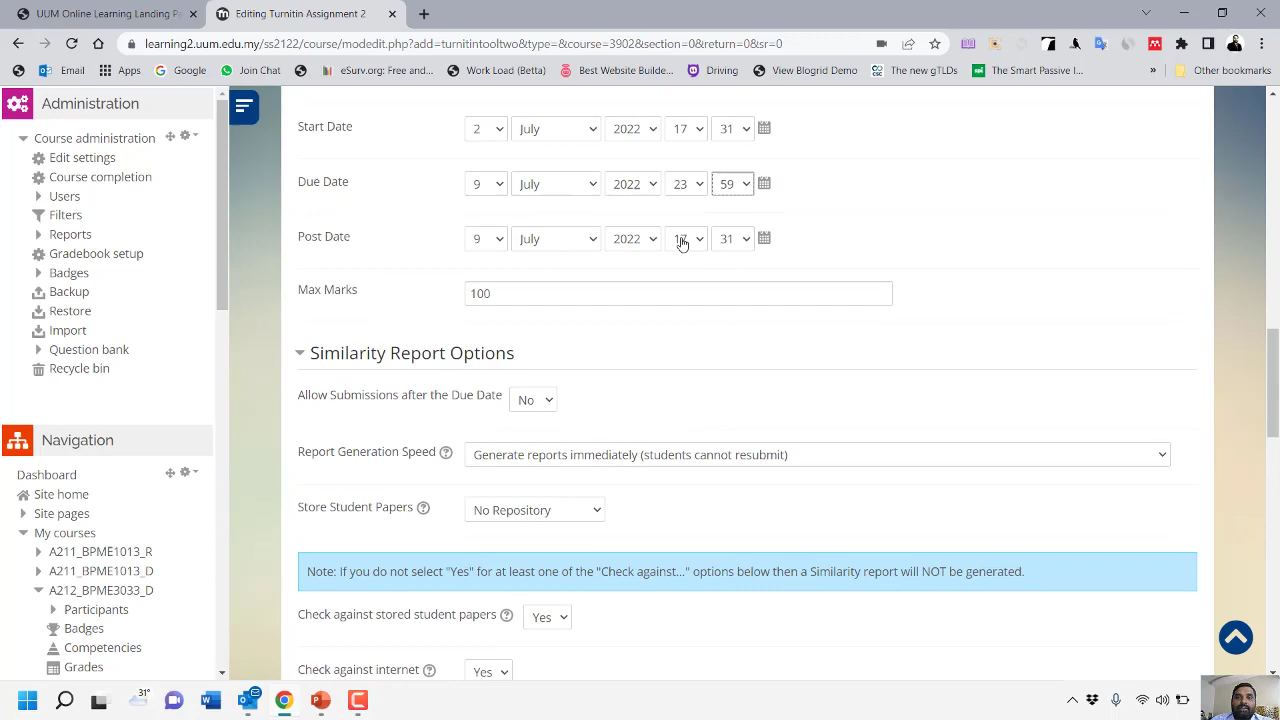 UUM Online Learning Landing P
Editing Turnitin Assignment 2
learning2.uum.edu.my/ss2122/course/modedit.php?add=turnitintooltwo&type=&course=3902&section=0&return=0&sr=0
Email
Apps
Google
Join Chat
eSurv.org: Free and...
Work Load (Betta)
Best Website Builde...
Driving
View Blogrid Demo...
CSC
The new gTLDs
spi
The Smart Passive I...
»
Other bookmarks
Administration
Course administration
Edit settings
Course completion
Users
Filters
Reports
Gradebook setup
Badges
Backup
Restore
Import
Question bank
Recycle bin
Navigation
Dashboard
Site home
Site pages
My courses
A211_BPME1013_R
A211_BPME1013_D
A212_BPME3033_D
Participants
Badges
Competencies
Grades
Start Date 2 July 2022 17 31
Due Date 9 July 2022 23 59
Post Date 9 July 2022 17 31
Max Marks 100
Similarity Report Options
Allow Submissions after the Due Date No
Report Generation Speed Generate reports immediately (students cannot resubmit)
Store Student Papers No Repository
Note: If you do not select "Yes" for at least one of the "Check against..." options below then a Similarity report will NOT be generated.
Check against stored student papers Yes
Check against internet Yes
31°